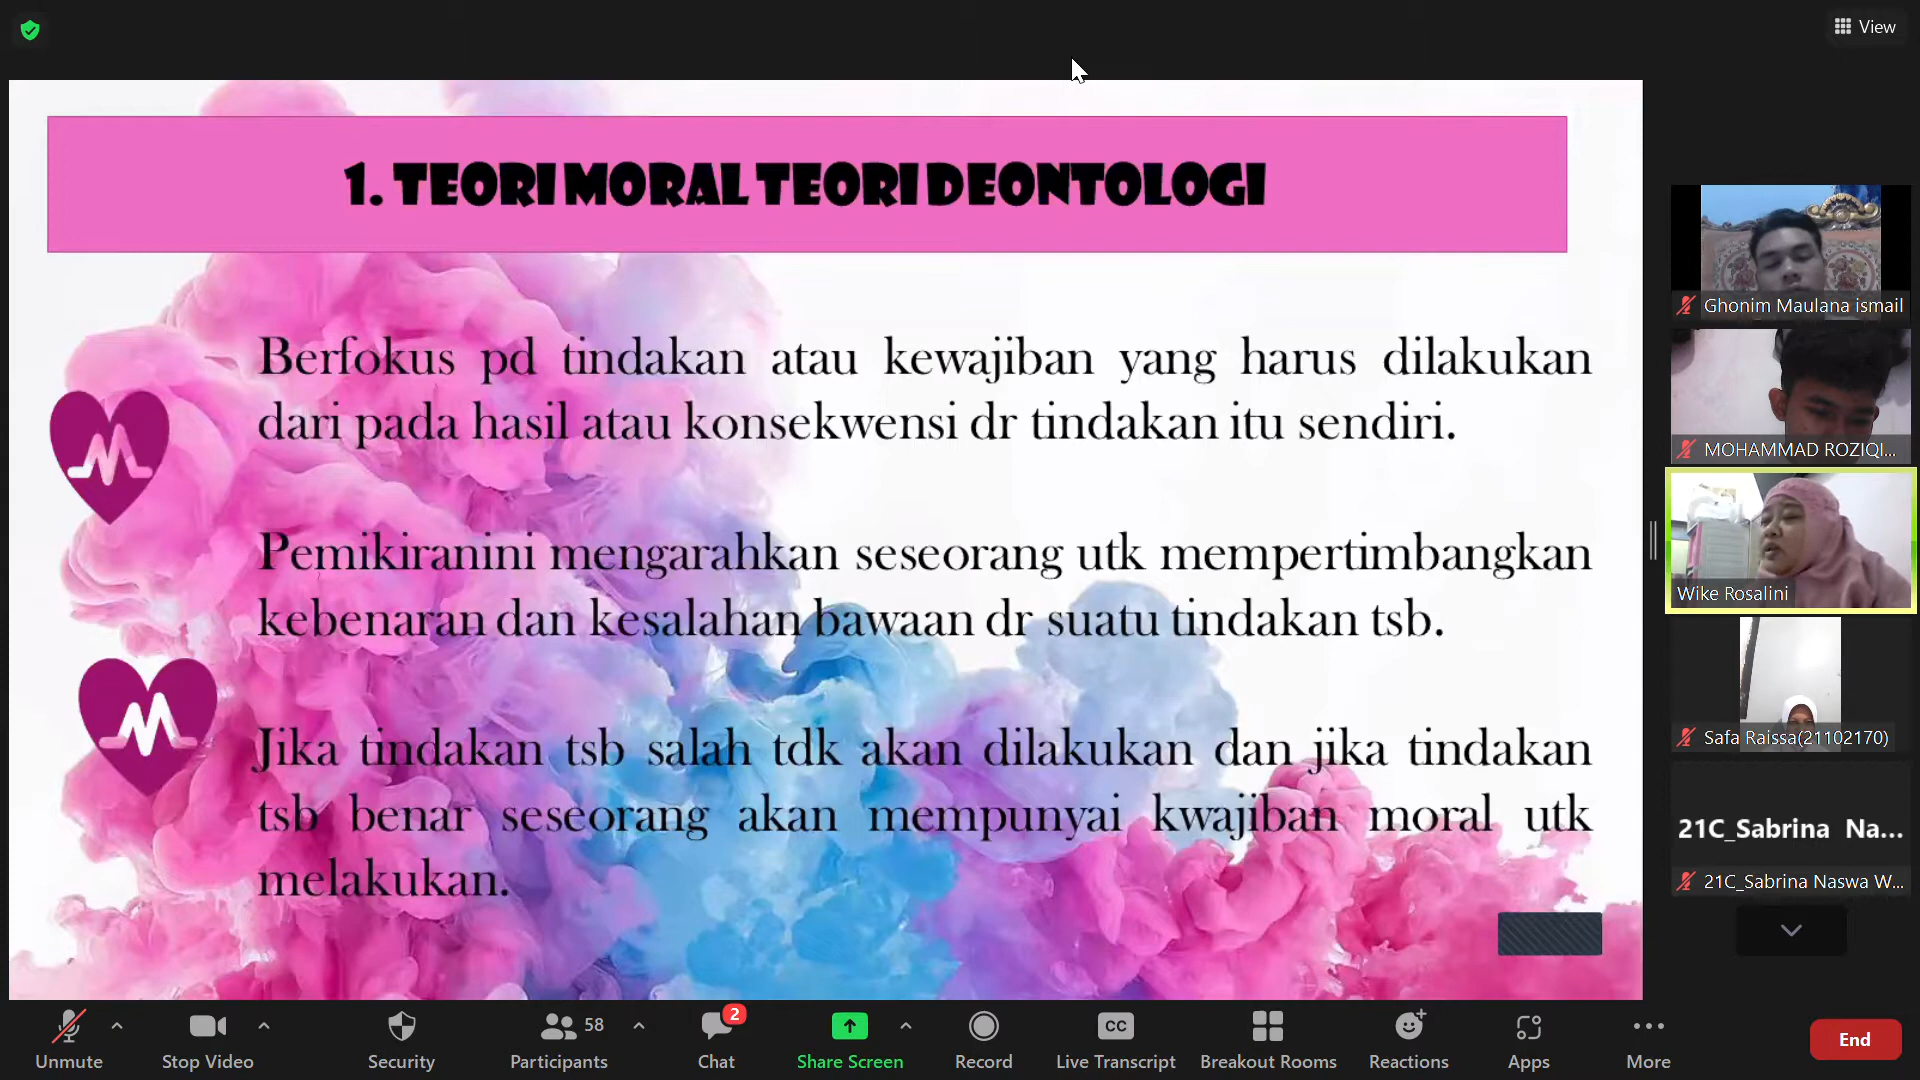 View
1. TEORI MORAL TEORI DEONTOLOGI
Berfokus pd tindakan atau kewajiban yang harus dilakukan
dari pada hasil atau konsekwensi dr tindakan itu sendiri.
Pemikiranini mengarahkan seseorang utk mempertimbangkan
kebenaran dan kesalahan bawaan dr suatu tindakan tsb.
Jika tindakan tsb salah tdk akan dilakukan dan jika tindakan
tsb benar seseorang akan mempunyai kwajiban moral utk
melakukan.
Ghonim Maulana ismail
MOHAMMAD ROZIQI...
Wike Rosalini
Safa Raissa(21102170)
21C_Sabrina Na...
21C_Sabrina Naswa W...
Unmute
Stop Video
Security
58
Participants
2
Chat
Share Screen
Record
CC
Live Transcript
Breakout Rooms
Reactions
Apps
More
End